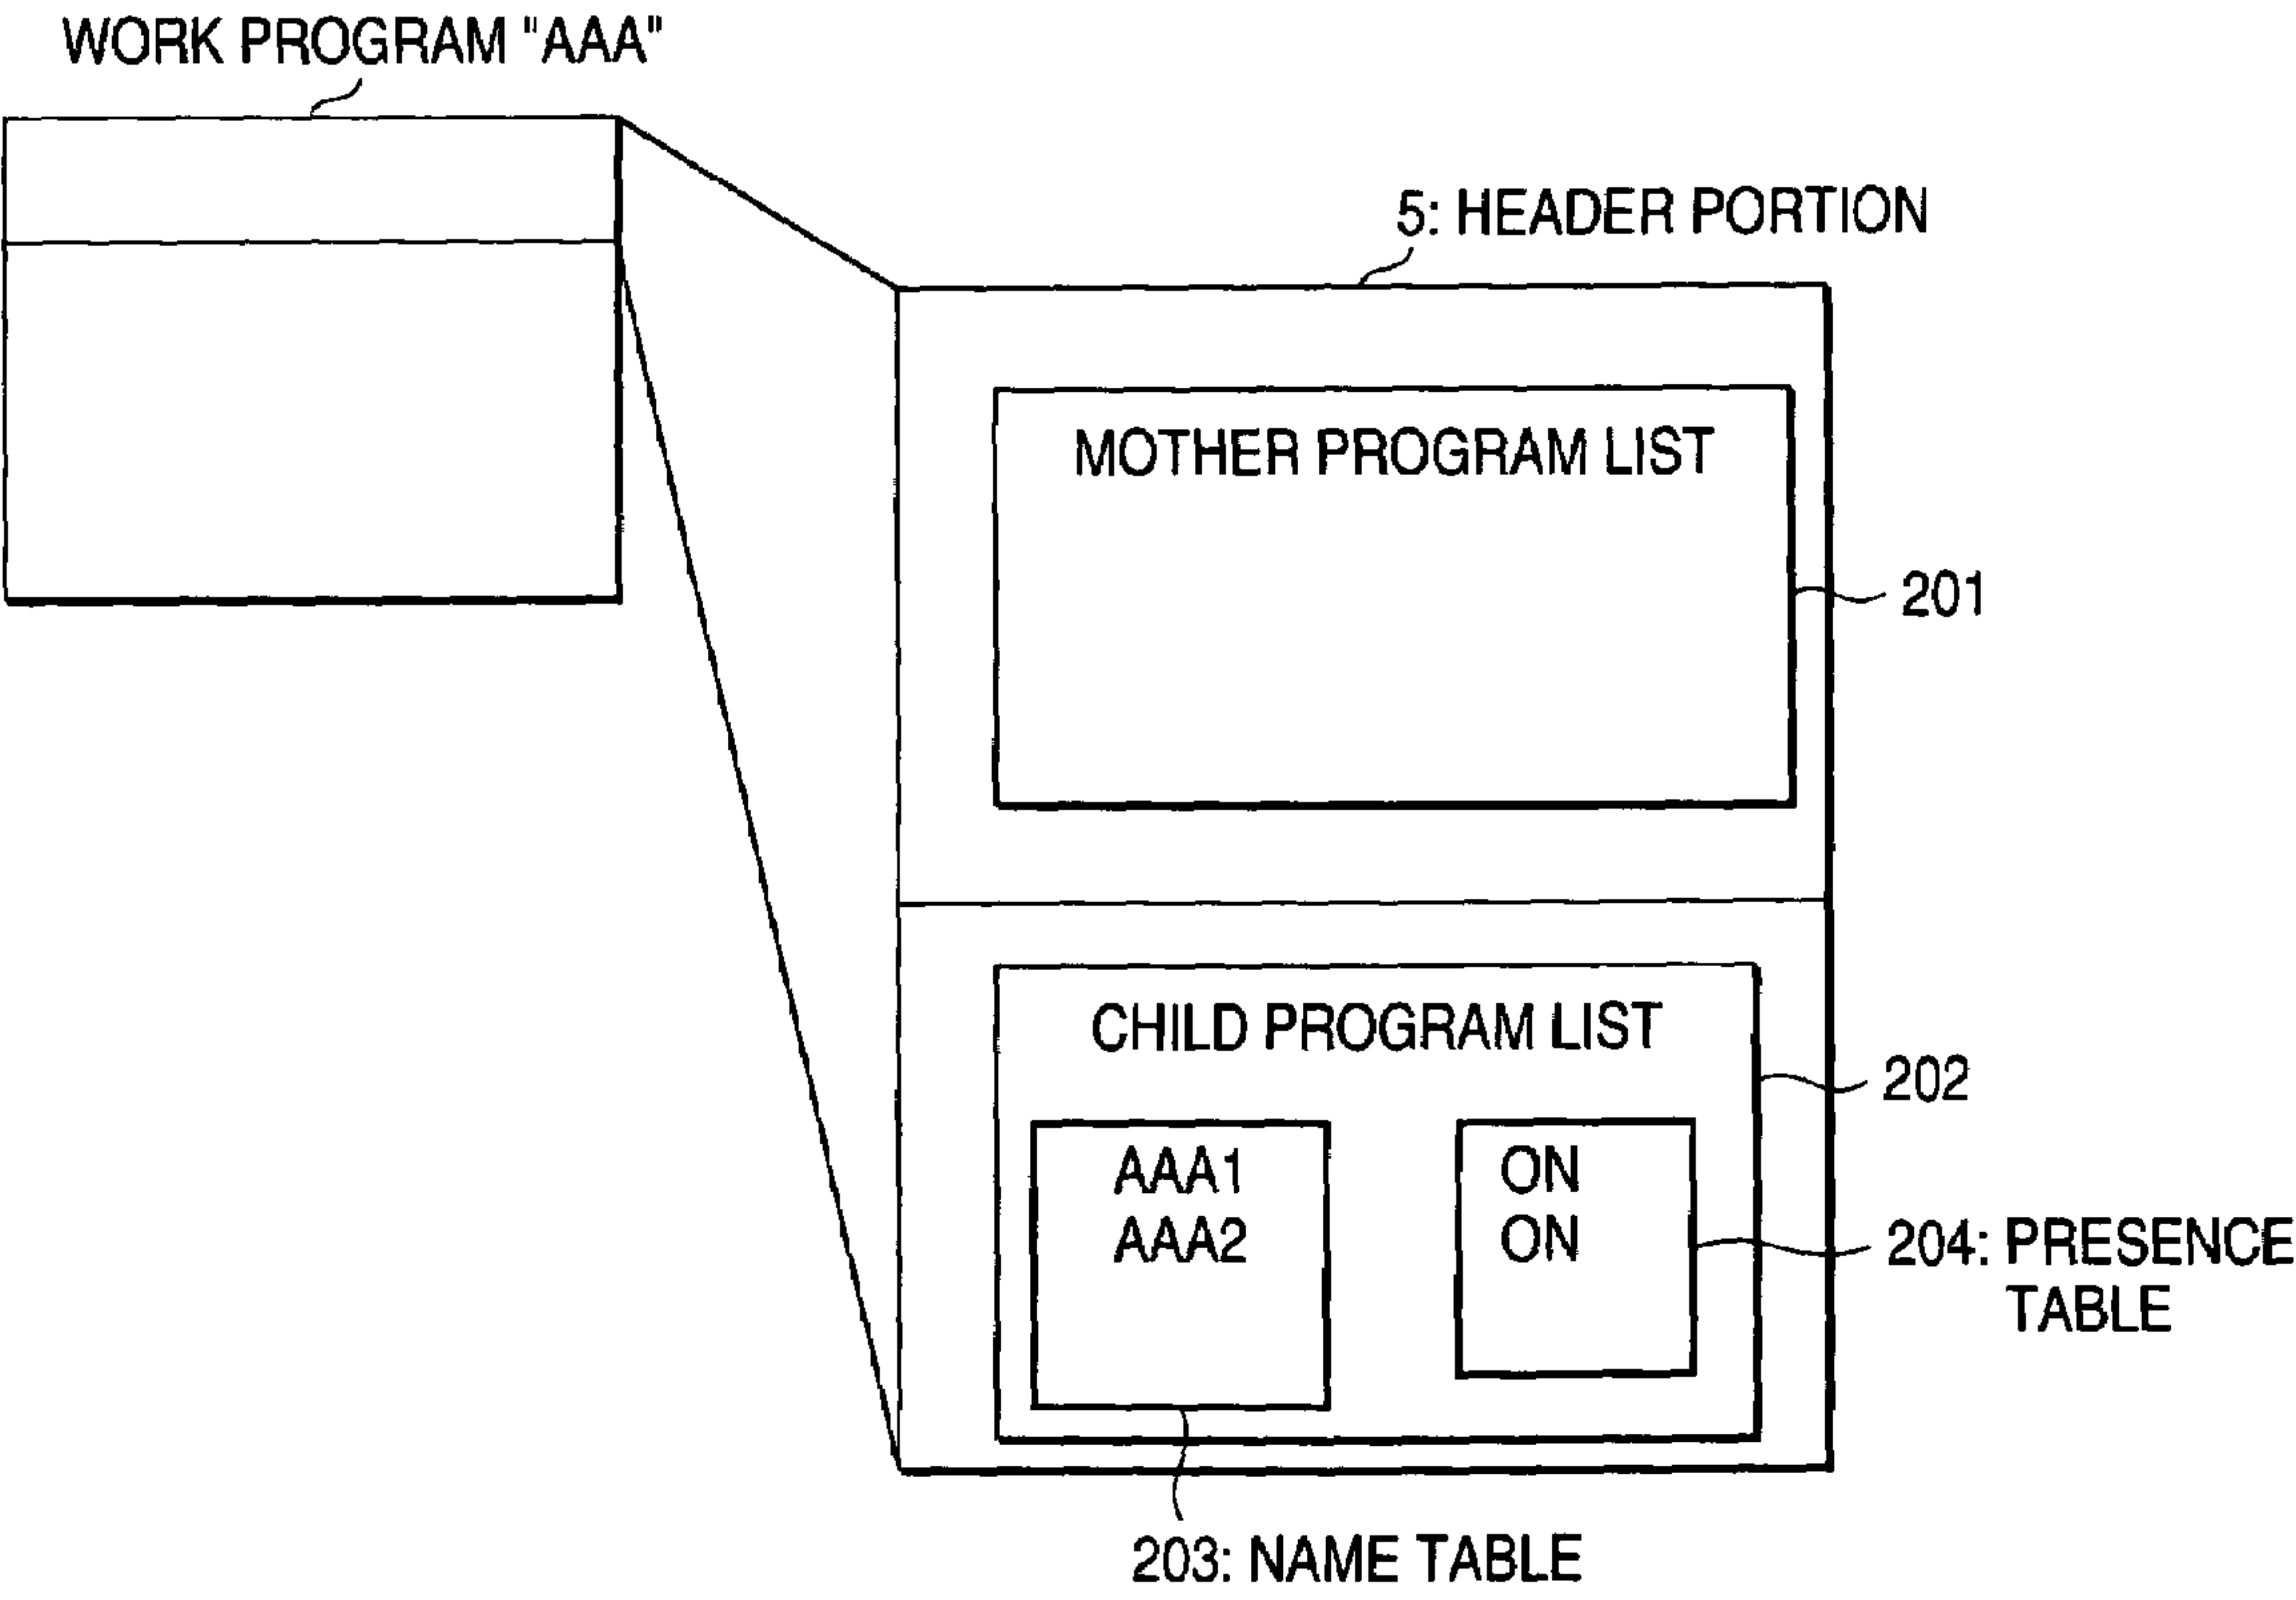 WORK PROGRAM "AAA"
5: HEADER PORTION
MOTHER PROGRAM LIST
201
CHILD PROGRAM LIST
202
AAA1 ON
AAA2 ON
204: PRESENCE
TABLE
203: NAME TABLE